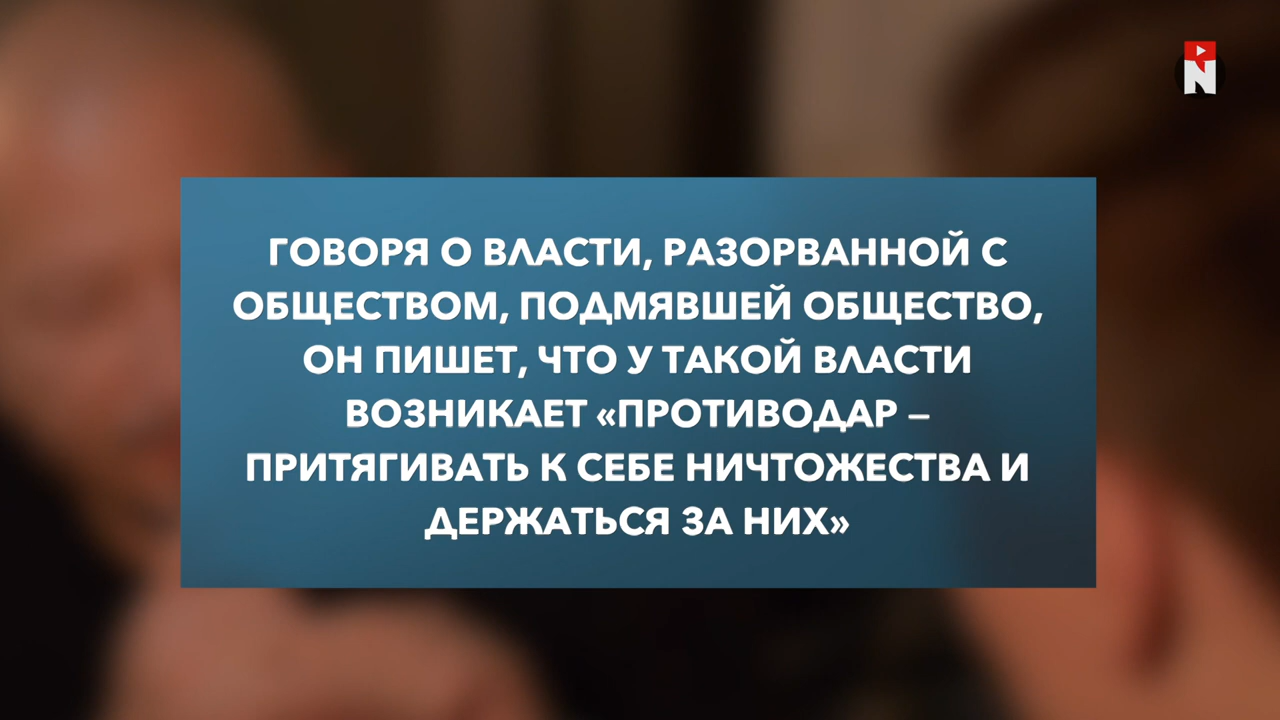 ГОВОРЯ О ВЛАСТИ, РАЗОРВАННОЙ С
ОБЩЕСТВОМ, ПОДМЯВШЕЙ ОБЩЕСТВО,
ОН ПИШЕТ, ЧТО У ТАКОЙ ВЛАСТИ
ВОЗНИКАЕТ «ПРОТИВОДАР –
ПРИТЯГИВАТЬ К СЕБЕ НИЧТОЖЕСТВА И
ДЕРЖАТЬСЯ ЗА НИХ»
N